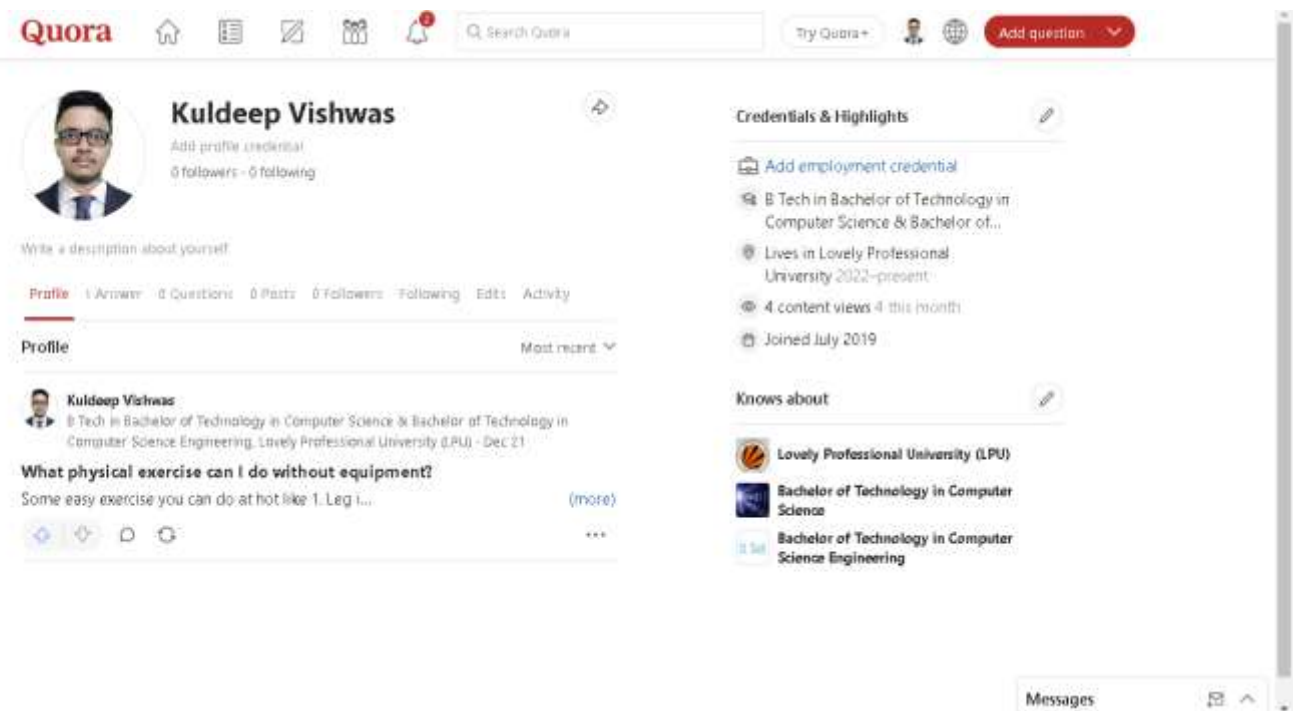 Quora
2
Search Quora
Try Quora+
Add question
Kuldeep Vishwas
Add profile credential
0 followers · 0 following
Write a description about yourself
Profile 1 Answer 0 Questions 0 Posts 0 Followers Following Edits Activity
Profile
Most recent
Kuldeep Vishwas
B Tech in Bachelor of Technology in Computer Science & Bachelor of Technology in
Computer Science Engineering, Lovely Professional University (LPU) · Dec 21
What physical exercise can I do without equipment?
Some easy exercise you can do at hot like 1. Leg i...
(more)
Credentials & Highlights
Add employment credential
B Tech in Bachelor of Technology in
Computer Science & Bachelor of...
Lives in Lovely Professional
University 2022–present
4 content views 4 this month
Joined July 2019
Knows about
Lovely Professional University (LPU)
Bachelor of Technology in Computer
Science
Bachelor of Technology in Computer
Science Engineering
Messages